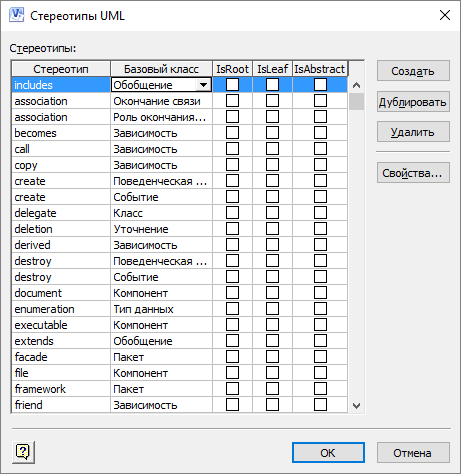 Стереотипы UML
Стереотипы:
Стереотип Базовый класс IsRoot IsLeaf IsAbstract
includes Обобщение
association Окончание связи
association Роль окончания...
becomes Зависимость
call Зависимость
copy Зависимость
create Поведенческая ...
create Событие
delegate Класс
deletion Уточнение
derived Зависимость
destroy Поведенческая ...
destroy Событие
document Компонент
enumeration Тип данных
executable Компонент
extends Обобщение
facade Пакет
file Компонент
framework Пакет
friend Зависимость
Создать
Дублировать
Удалить
Свойства...
?
ОК
Отмена